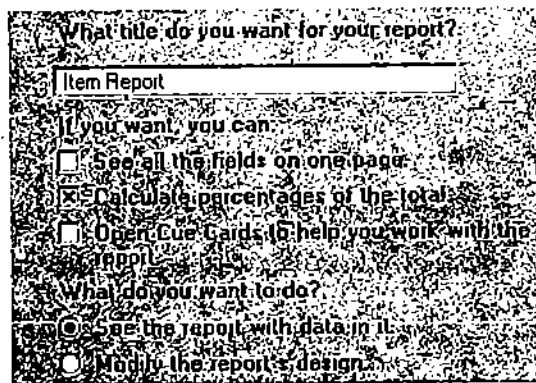 What title do you want for your report?
Item Report
If you want, you can:
See all the fields on one page.
Calculate percentages of the total.
Open Cue Cards to help you work with the
report.
What do you want to do?
See the report with data in it.
Modify the report's design.